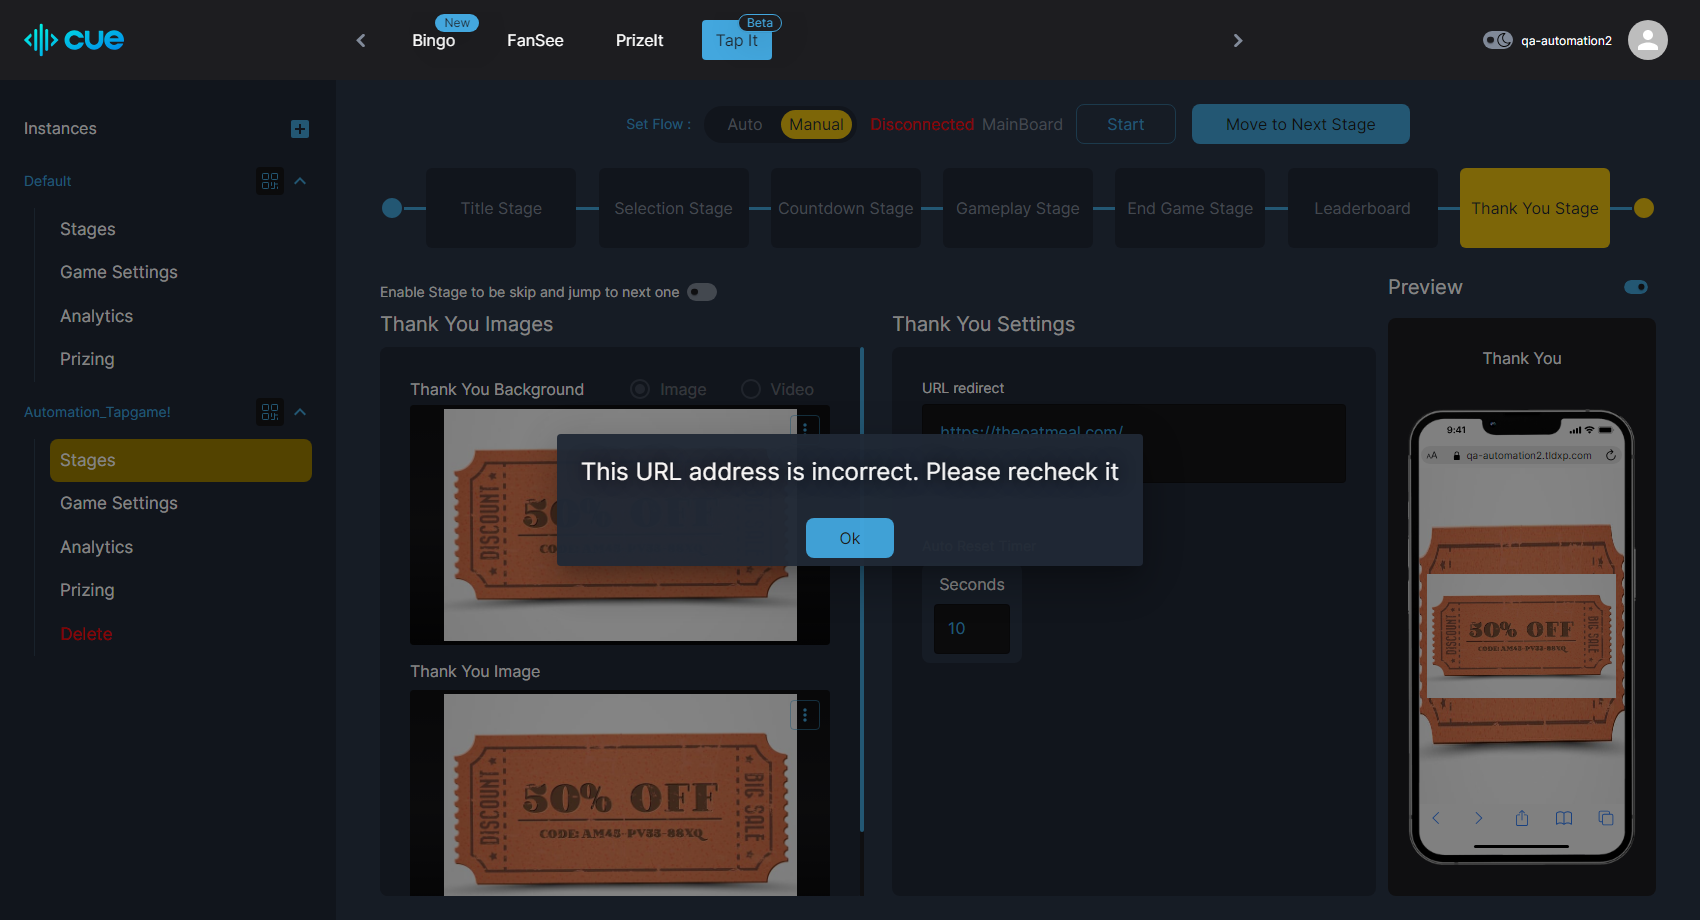 cue
New
Bingo
FanSee
PrizeIt
Beta
Tap It
qa-automation2
Instances
Default
Stages
Game Settings
Analytics
Prizing
Automation_Tapgame!
Stages
Game Settings
Analytics
Prizing
Delete
Set Flow :
Auto
Manual
Disconnected
MainBoard
Start
Move to Next Stage
Title Stage
Selection Stage
Countdown Stage
Gameplay Stage
End Game Stage
Leaderboard
Thank You Stage
Enable Stage to be skip and jump to next one
Thank You Images
Thank You Background
Image
Video
DISCOUNT
50% OFF
Thank You Image
DISCOUNT
50% OFF
CODE: AM45-PV33-88XQ
BIG SALE
Thank You Settings
URL redirect
https://theoatmeal.com/
This URL address is incorrect. Please recheck it
Ok
Auto Reset Timer
Seconds
10
Preview
Thank You
9:41
AA
qa-automation2.tldxp.com
DISCOUNT
50% OFF
CODE: AM45-PV33-88XQ
BIG SALE